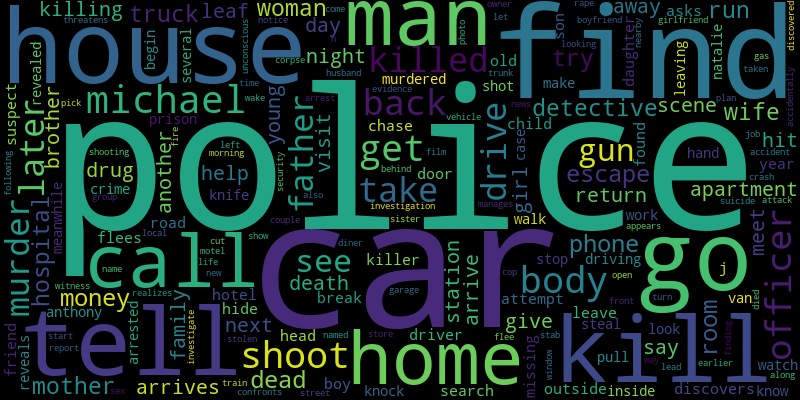 threatens killing truck leaf woman man day house find away asks run
owner let come boyfriend girlfriend rape nearby looking discovered
notice begin several unconscious corpse night killed try son daughter natalie leaving gas taken accidentally
revealed time husband trunk evidence murdered old shot make photo plan
suspect pick michael wake arrest back news detective scene wife
later brother prison young father visit chase vehicle child case found job year hit
police drive get gun hand accident
shooting left morning fire security film behind door girl escape apartment crash
drug help knife also take return suicide attack
following murder hospital meanwhile another crime group investigation sister manages work appears walk
road couple
flees local cut motel life new show diner see killer phone driving stop meet
call car go officer
name death break garage station arrive cop body attempt open j turn
witness realizes hotel hide store van died
money anthony arrested family investigate next stolen leave steal room front
friend reveals tell start report head named driver flee give say look
shoot home missing stab window pull kill way finding earlier lead watch along
mother sex arrives train confronts dead boy street knock search outside inside discovers know